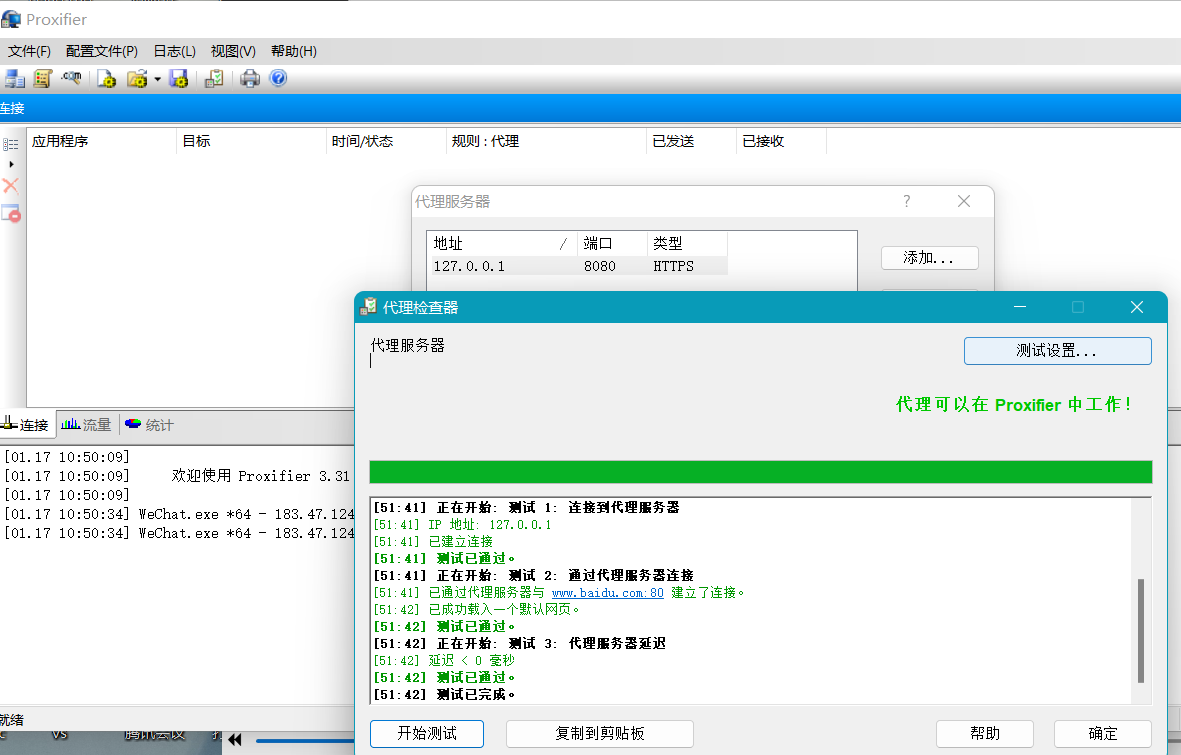 Proxifier
文件(F) 配置文件(P) 日志(L) 视图(V) 帮助(H)
连接
应用程序 目标 时间/状态 规则 : 代理 已发送 已接收
代理服务器
地址 / 端口 类型
127.0.0.1 8080 HTTPS
添加...
代理检查器
代理服务器
测试设置...
代理可以在 Proxifier 中工作!
连接 流量 统计
[01.17 10:50:09]
[01.17 10:50:09] 欢迎使用 Proxifier 3.31
[01.17 10:50:09]
[01.17 10:50:34] WeChat.exe *64 - 183.47.124
[01.17 10:50:34] WeChat.exe *64 - 183.47.124
[51:41] 正在开始: 测试 1: 连接到代理服务器
[51:41] IP 地址: 127.0.0.1
[51:41] 已建立连接
[51:41] 测试已通过。
[51:41] 正在开始: 测试 2: 通过代理服务器连接
[51:41] 已通过代理服务器与 www.baidu.com:80 建立了连接。
[51:42] 已成功载入一个默认网页。
[51:42] 测试已通过。
[51:42] 正在开始: 测试 3: 代理服务器延迟
[51:42] 延迟 < 0 毫秒
[51:42] 测试已通过。
[51:42] 测试已完成。
开始测试 复制到剪贴板 帮助 确定
就绪
VS 腾讯会议